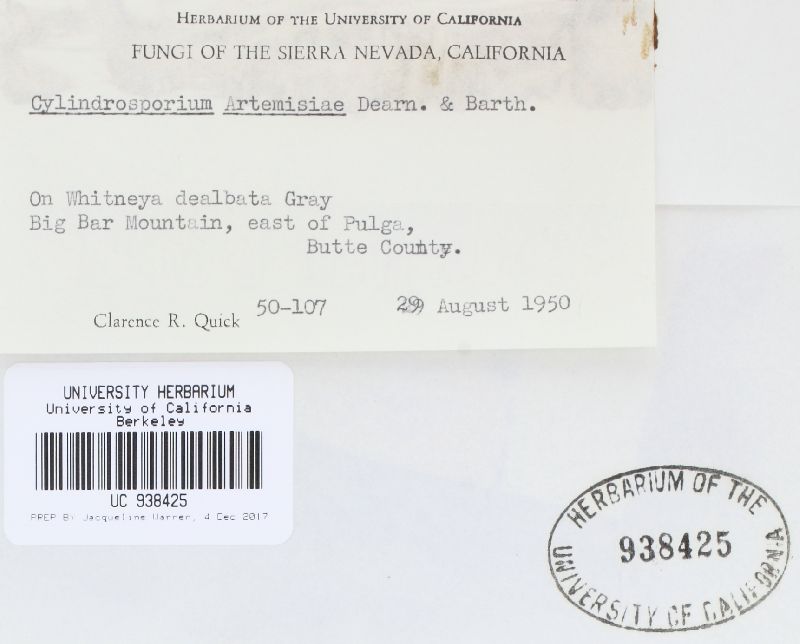 HERBARIUM OF THE UNIVERSITY OF CALIFORNIA
FUNGI OF THE SIERRA NEVADA, CALIFORNIA
Cylindrosporium Artemisiae Dearn. & Barth.
On Whitneya dealbata Gray
Big Bar Mountain, east of Pulga,
Butte County.
Clarence R. Quick 50-107 29 August 1950
UNIVERSITY HERBARIUM
University of California
Berkeley
UC 938425
PREP BY Jacqueline Warner, 4 Dec 2017
HERBARIUM OF THE
938425
UNIVERSITY OF CALIFORNIA